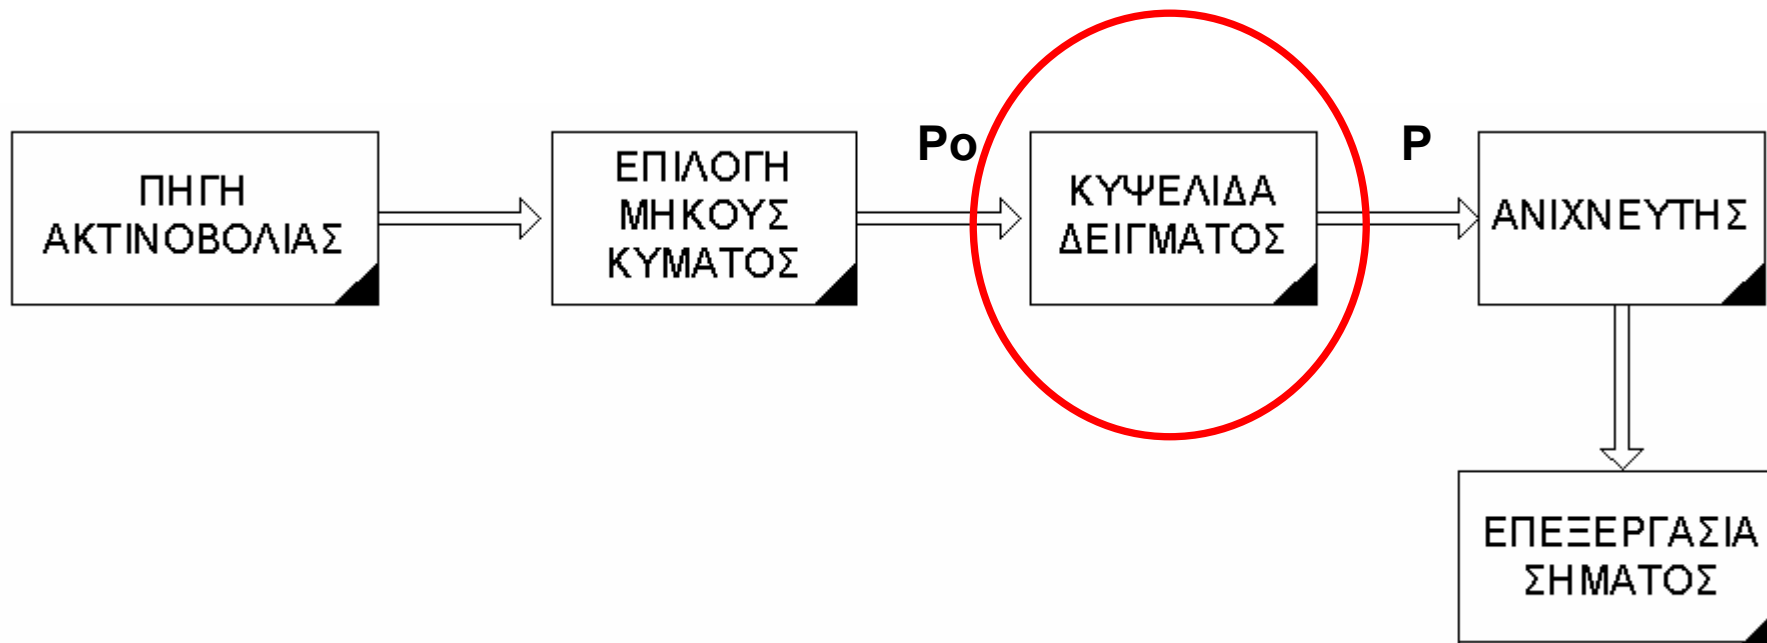 ΠΗΓΗ
ΑΚΤΙΝΟΒΟΛΙΑΣ
ΕΠΙΛΟΓΗ
ΜΗΚΟΥΣ
ΚΥΜΑΤΟΣ
Po
ΚΥΨΕΛΙΔΑ
ΔΕΙΓΜΑΤΟΣ
P
ΑΝΙΧΝΕΥΤΗΣ
ΕΠΕΞΕΡΓΑΣΙΑ
ΣΗΜΑΤΟΣ